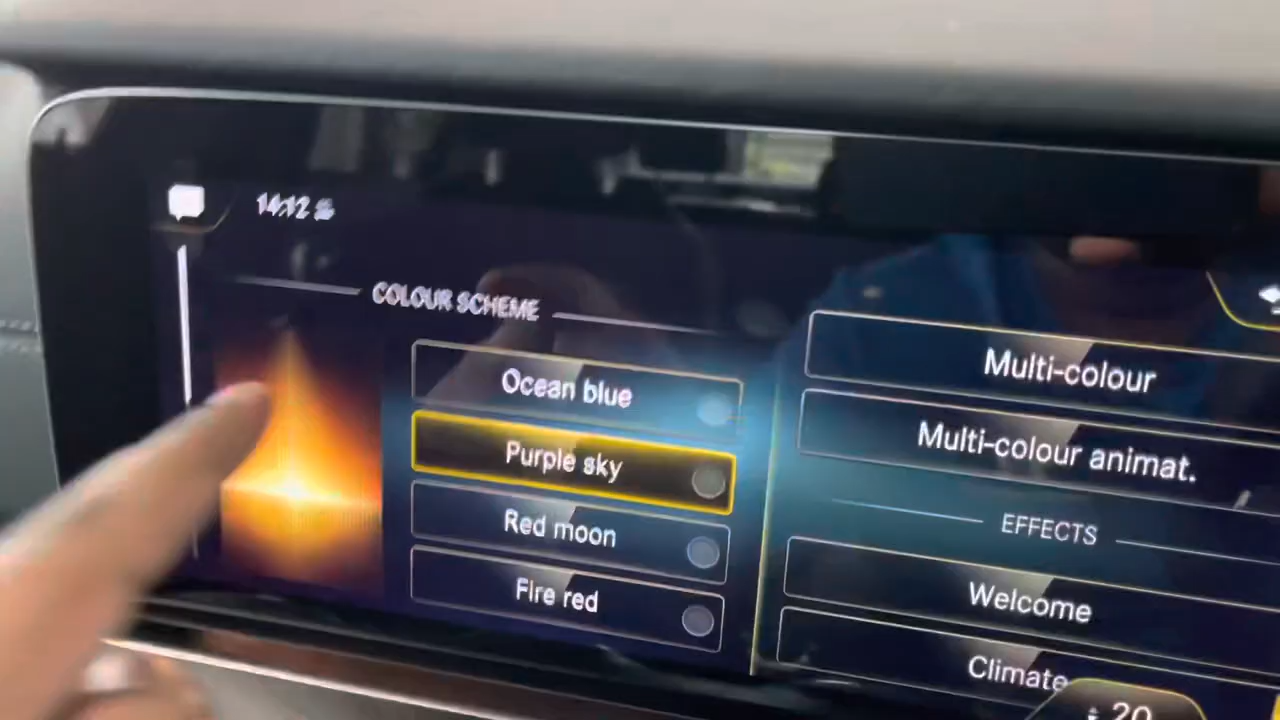 14:12
COLOUR SCHEME
Ocean blue
Purple sky
Red moon
Fire red
Multi-colour
Multi-colour animat.
EFFECTS
Welcome
Climate
20